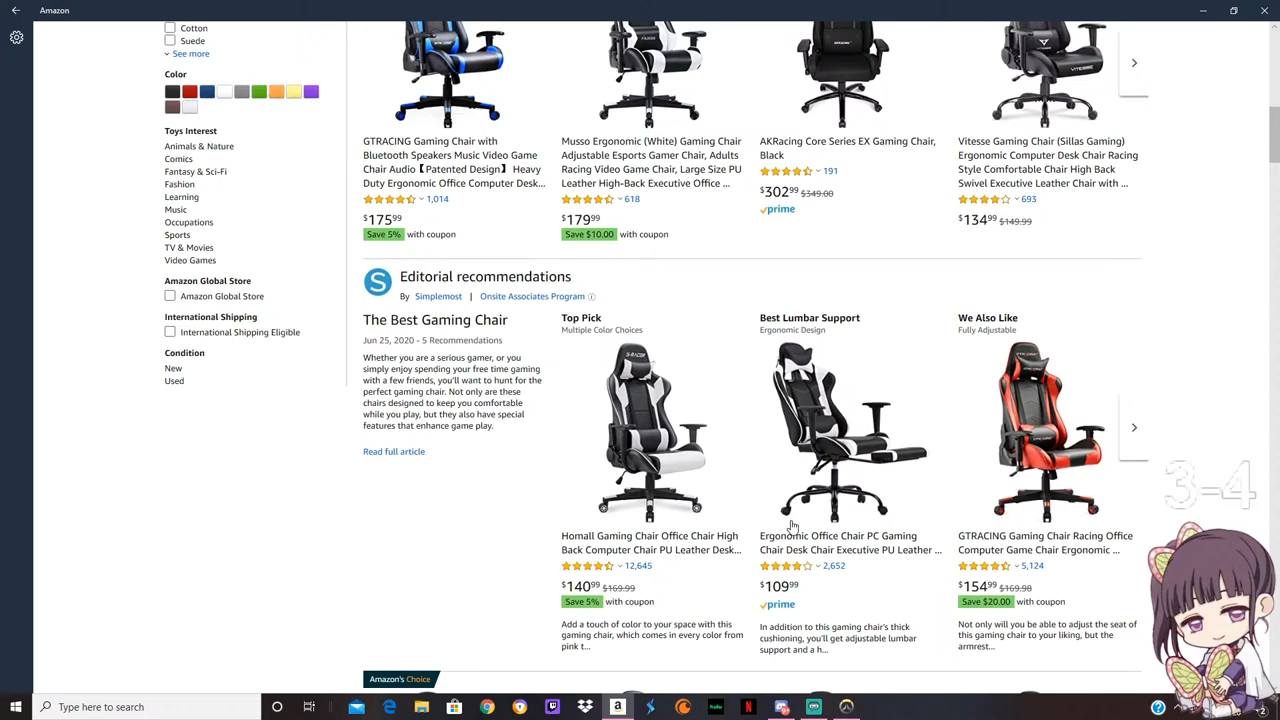 Amazon
Cotton
Suede
See more
Color
Toys Interest
Animals & Nature
Comics
Fantasy & Sci-Fi
Fashion
Learning
Music
Occupations
Sports
TV & Movies
Video Games
Amazon Global Store
Amazon Global Store
International Shipping
International Shipping Eligible
Condition
New
Used
GTRACING Gaming Chair with
Bluetooth Speakers Music Video Game
Chair Audio【Patented Design】 Heavy
Duty Ergonomic Office Computer Desk...
1,014
$175.99
Save 5% with coupon
Musso Ergonomic (White) Gaming Chair
Adjustable Esports Gamer Chair, Adults
Racing Video Game Chair, Large Size PU
Leather High-Back Executive Office ...
618
$179.99
Save $10.00 with coupon
AKRacing Core Series EX Gaming Chair,
Black
191
$302.99 $349.00
prime
VITESSE
Vitesse Gaming Chair (Sillas Gaming)
Ergonomic Computer Desk Chair Racing
Style Comfortable Chair High Back
Swivel Executive Leather Chair with ...
693
$134.99 $149.99
S
Editorial recommendations
By Simplemost | Onsite Associates Program
The Best Gaming Chair
Jun 25, 2020 - 5 Recommendations
Whether you are a serious gamer, or you
simply enjoy spending your free time gaming
with a few friends, you'll want to hunt for the
perfect gaming chair. Not only are these
chairs designed to keep you comfortable
while you play, but they also have special
features that enhance game play.
Read full article
Top Pick
Multiple Color Choices
S-RACER
Homall Gaming Chair Office Chair High
Back Computer Chair PU Leather Desk...
12,645
$140.99 $169.99
Save 5% with coupon
Add a touch of color to your space with this
gaming chair, which comes in every color from
pink t...
Best Lumbar Support
Ergonomic Design
Ergonomic Office Chair PC Gaming
Chair Desk Chair Executive PU Leather ...
2,652
$109.99
prime
In addition to this gaming chair's thick
cushioning, you'll get adjustable lumbar
support and a h...
We Also Like
Fully Adjustable
GTRACING Gaming Chair Racing Office
Computer Game Chair Ergonomic ...
5,124
$154.99 $169.98
Save $20.00 with coupon
Not only will you be able to adjust the seat of
this gaming chair to your liking, but the
armrest...
3-4
Amazon's Choice
Type here to search
hulu